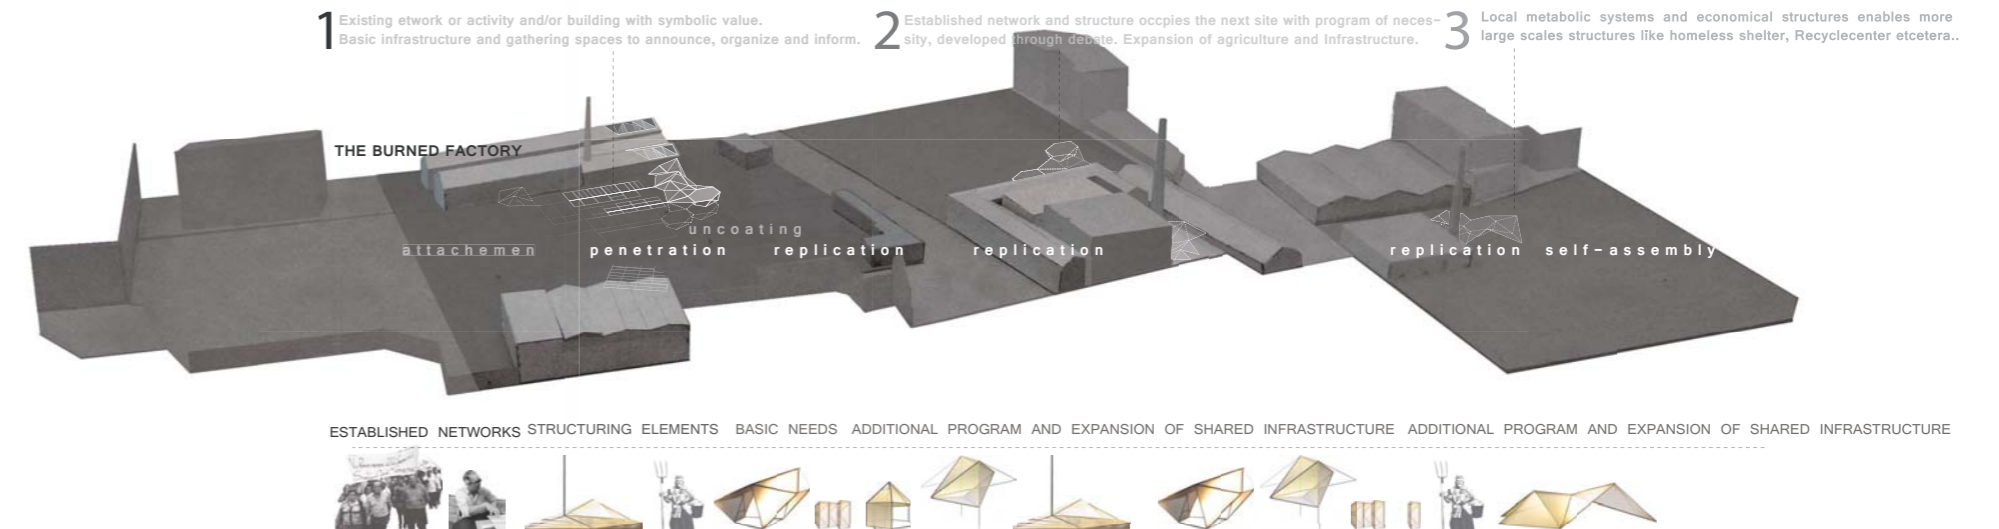 1 Existing etwork or activity and/or building with symbolic value.
Basic infrastructure and gathering spaces to announce, organize and inform.
2 Established network and structure occpies the next site with program of neces-
sity, developed through debate. Expansion of agriculture and Infrastructure.
3 Local metabolic systems and economical structures enables more
large scales structures like homeless shelter, Recyclecenter etcetera..
THE BURNED FACTORY
uncoating
attachemen penetration replication replication replication self-assembly
ESTABLISHED NETWORKS STRUCTURING ELEMENTS BASIC NEEDS ADDITIONAL PROGRAM AND EXPANSION OF SHARED INFRASTRUCTURE ADDITIONAL PROGRAM AND EXPANSION OF SHARED INFRASTRUCTURE